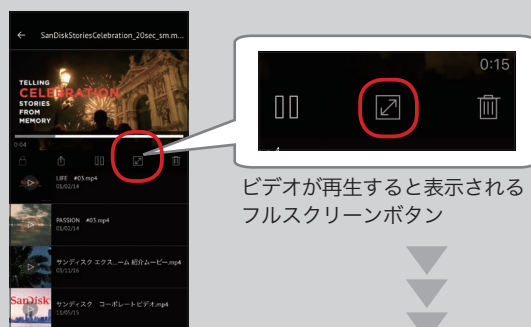 SanDiskStoriesCelebration_20sec_sm.m...
TELLING
CELEBRATION
STORIES
FROM
MEMORY
0:04
LIFE #03.mp4
01/02/14
PASSION #03.mp4
01/02/14
サンディスク エクス...ーム 紹介ムービー.mp4
03/11/16
SanDisk
サンディスク コーポレートビデオ.mp4
11/05/15
0:15
ビデオが再生すると表示される
フルスクリーンボタン